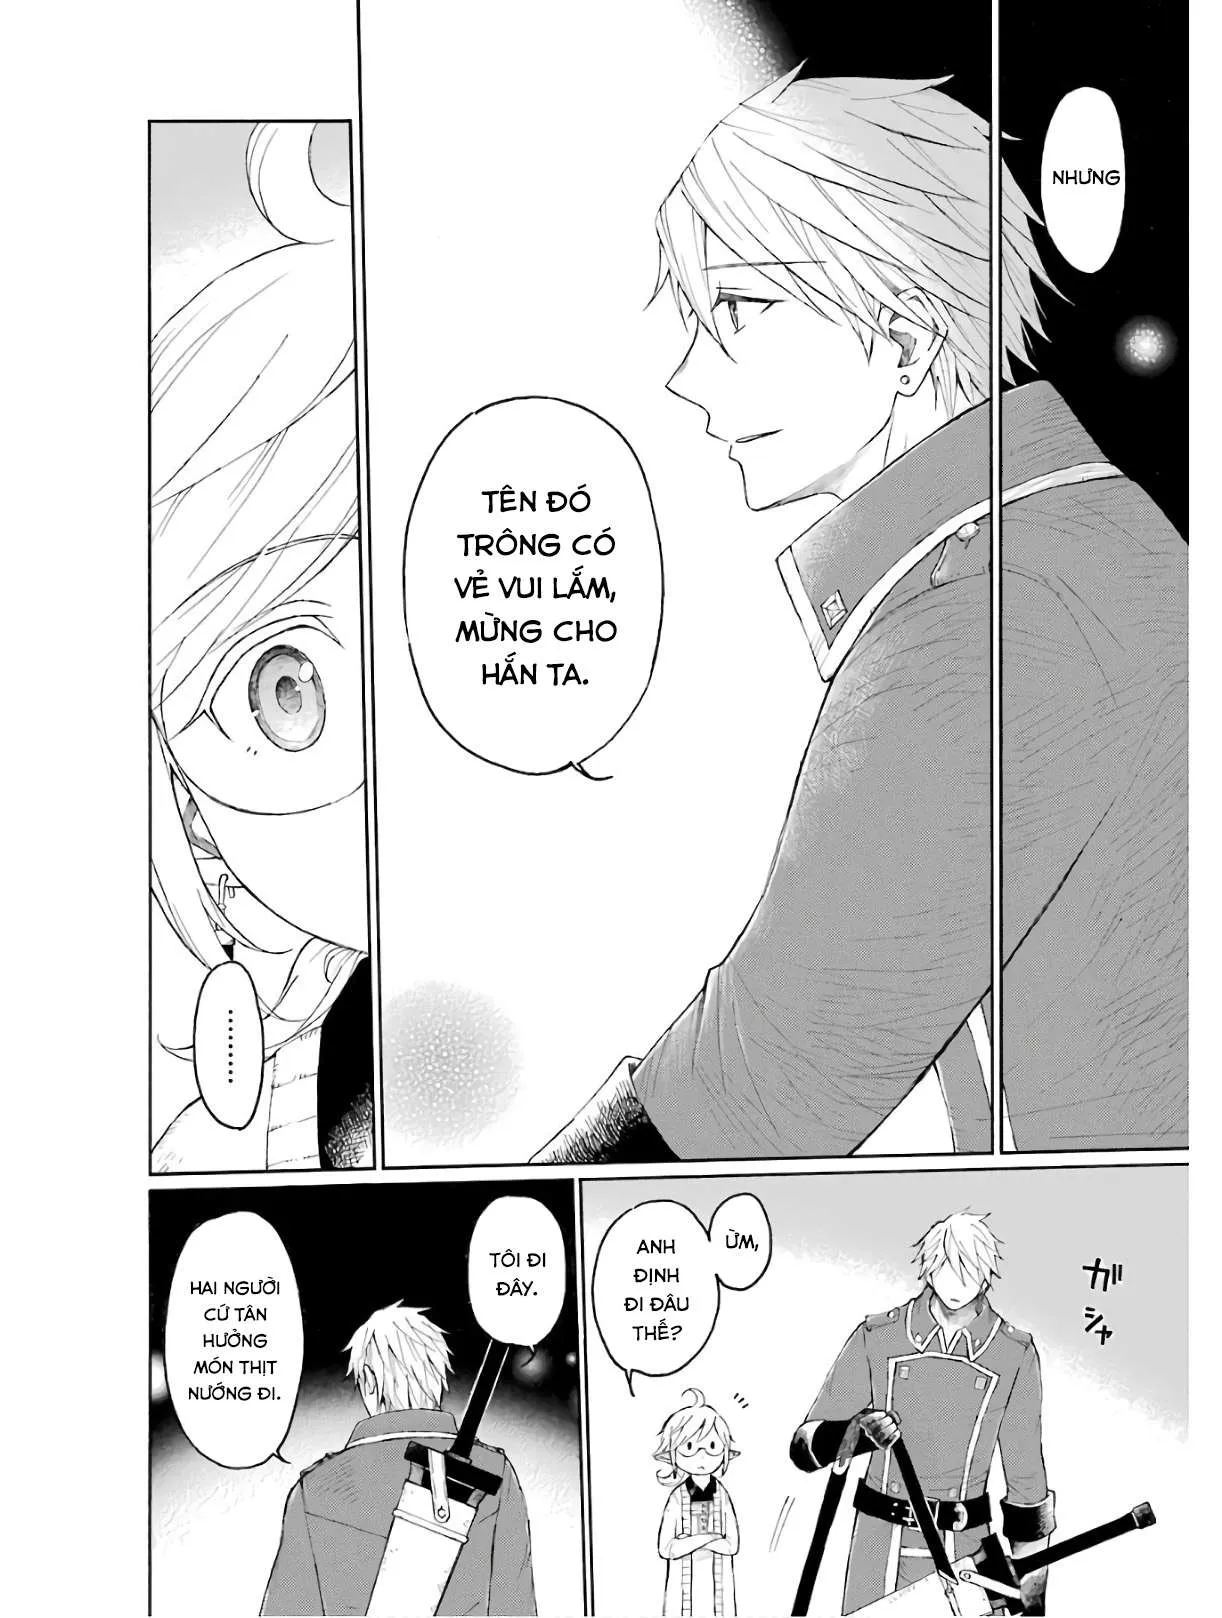 NHƯNG
TÊN ĐÓ
TRÔNG CÓ
VẺ VUI LẮM,
MỪNG CHO
HẮN TA.
.........
ỪM,
ANH
ĐỊNH
ĐI ĐÂU
THẾ?
ガシャ
TÔI ĐI
ĐÂY.
HAI NGƯỜI
CỨ TÂN
HƯỞNG
MÓN THỊT
NƯỚNG ĐI.